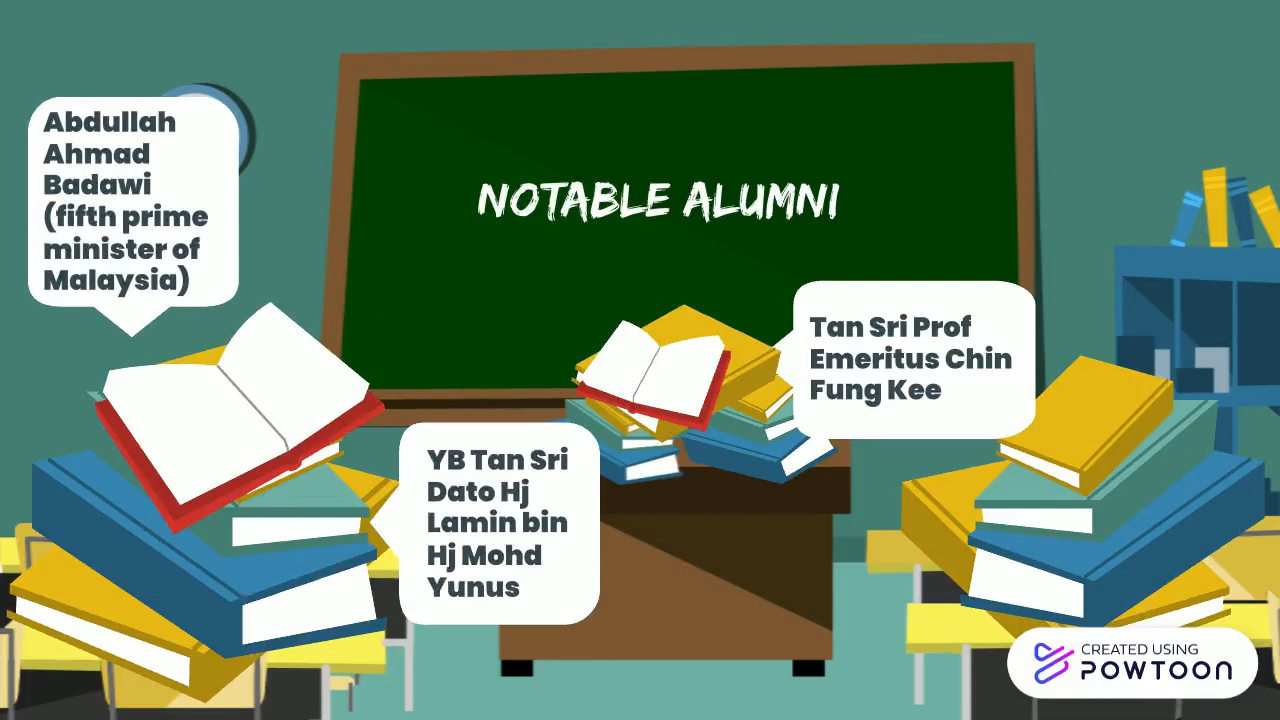 Abdullah
Ahmad
Badawi
(fifth prime
minister of
Malaysia)
NOTABLE ALUMNI
Tan Sri Prof
Emeritus Chin
Fung Kee
YB Tan Sri
Dato Hj
Lamin bin
Hj Mohd
Yunus
CREATED USING
POWTOON